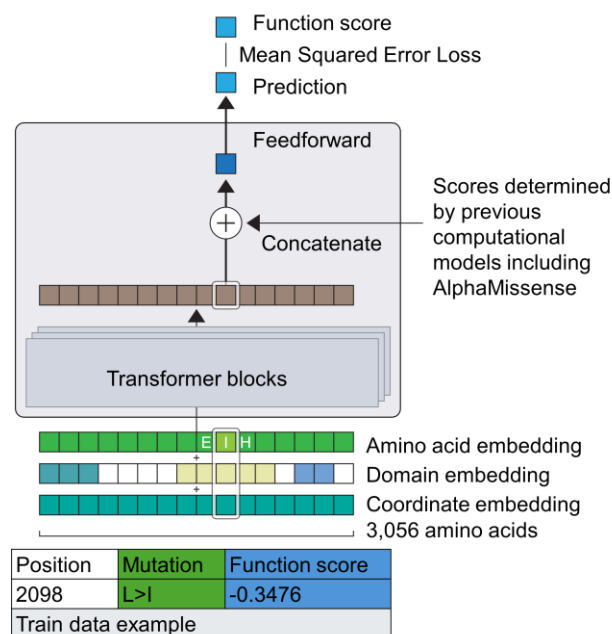 Function score
Mean Squared Error Loss
Prediction
Feedforward
Scores determined
by previous
computational
models including
AlphaMissense
+
Concatenate
Transformer blocks
E I H
Amino acid embedding
+
Domain embedding
+
Coordinate embedding
3,056 amino acids
Position Mutation Function score
2098 L>I -0.3476
Train data example